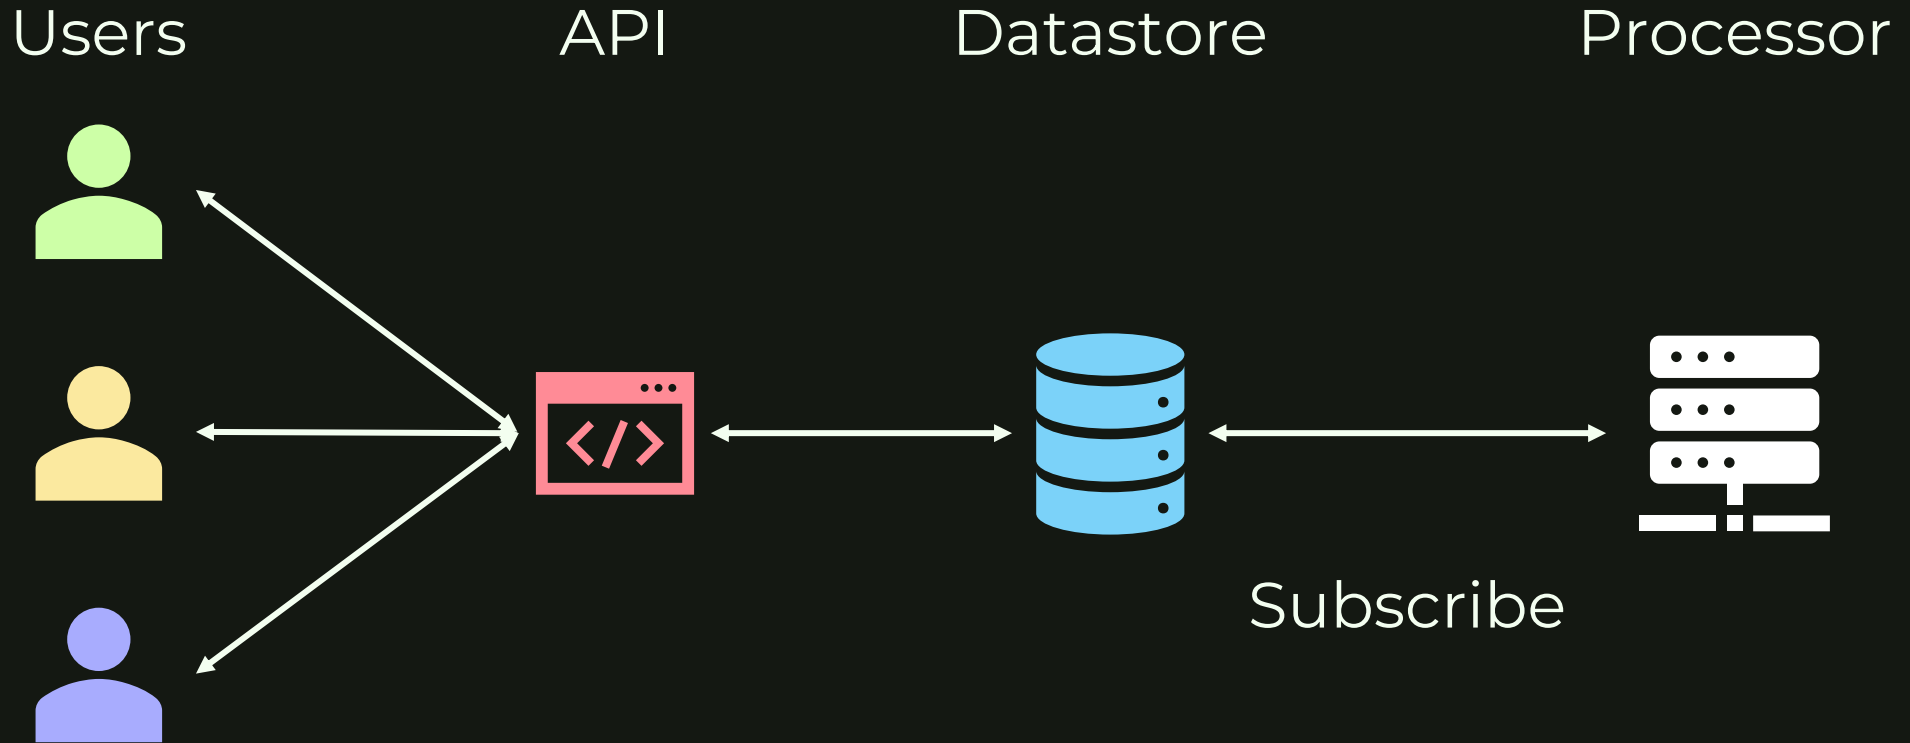 Users
API
Datastore
Processor
</>
Subscribe